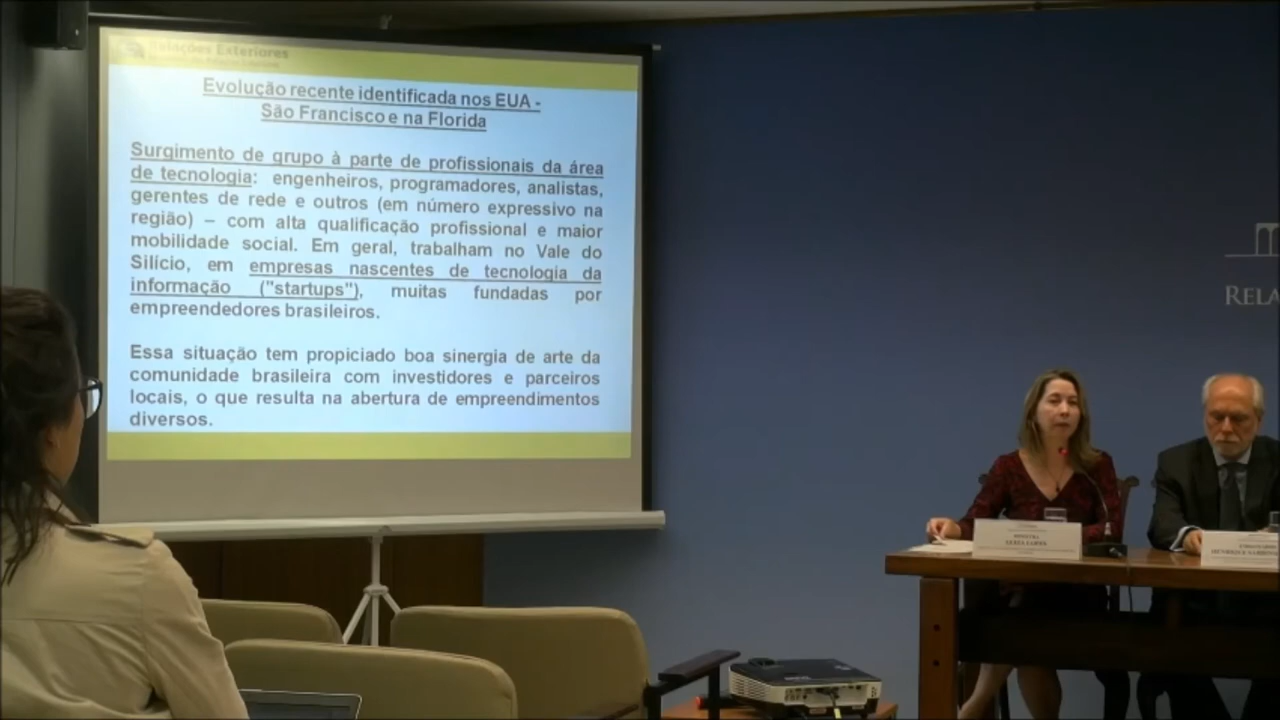 Relações Exteriores
Evolução recente identificada nos EUA -
São Francisco e na Florida
Surgimento de grupo à parte de profissionais da área
de tecnologia: engenheiros, programadores, analistas,
gerentes de rede e outros (em número expressivo na
região) – com alta qualificação profissional e maior
mobilidade social. Em geral, trabalham no Vale do
Silício, em empresas nascentes de tecnologia da
informação ("startups"), muitas fundadas por
empreendedores brasileiros.
Essa situação tem propiciado boa sinergia de arte da
comunidade brasileira com investidores e parceiros
locais, o que resulta na abertura de empreendimentos
diversos.
RELA
MINISTRA
HENRIQUE